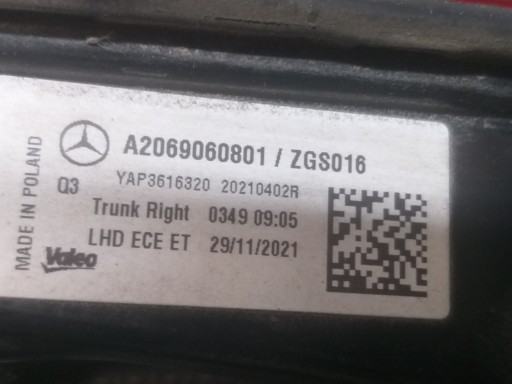 A2069060801 / ZGS016
YAP3616320 20210402R
Q3
Trunk Right 0349 09:05
LHD ECE ET 29/11/2021
Valeo
MADE IN POLAND